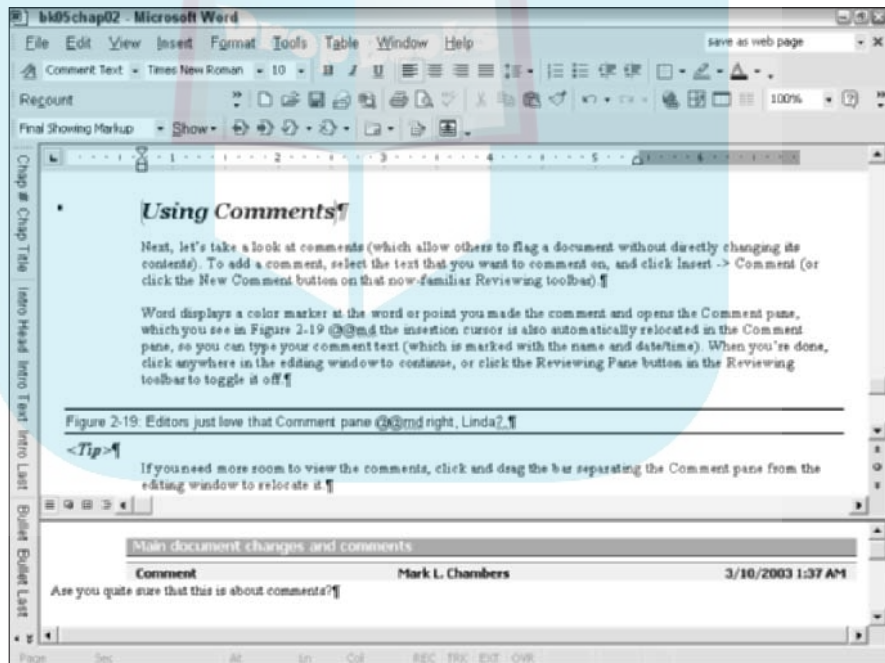 bk05chap02 - Microsoft Word
File Edit View Insert Format Tools Table Window Help
save as web page
Comment Text Times New Roman 10 B I U
Recount
100%
Final Showing Markup Show
1 2 3 4 5 6
Chap # Chap Title Intro Head Intro Text Intro Last Bullet Bullet Last
Using Comments¶
Next, let's take a look at comments (which allow others to flag a document without directly changing its
contents). To add a comment, select the text that you want to comment on, and click Insert -> Comment (or
click the New Comment button on that now-familiar Reviewing toolbar).¶
Word displays a color marker at the word or point you made the comment and opens the Comment pane,
which you see in Figure 2-19 @@md the insertion cursor is also automatically relocated in the Comment
pane, so you can type your comment text (which is marked with the name and date/time). When you're done,
click anywhere in the editing window to continue, or click the Reviewing Pane button in the Reviewing
toolbar to toggle it off.¶
Figure 2-19: Editors just love that Comment pane @@md right, Linda?.¶
<Tip>¶
If you need more room to view the comments, click and drag the bar separating the Comment pane from the
editing window to relocate it.¶
Main document changes and comments
Comment Mark L. Chambers 3/10/2003 1:37 AM
Are you quite sure that this is about comments?¶
Page Sec At Ln Col REC TRK EXT OVR